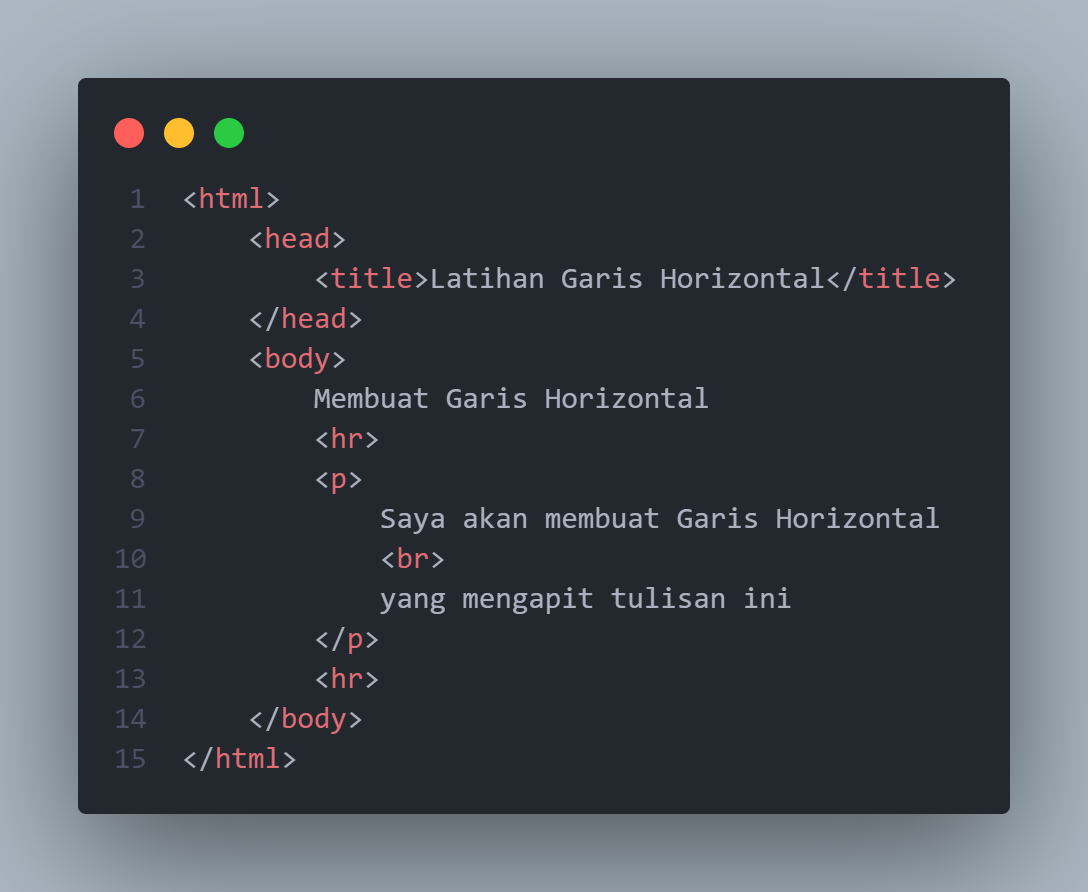 1 <html>
2     <head>
3         <title>Latihan Garis Horizontal</title>
4     </head>
5     <body>
6         Membuat Garis Horizontal
7         <hr>
8         <p>
9             Saya akan membuat Garis Horizontal
10             <br>
11             yang mengapit tulisan ini
12         </p>
13         <hr>
14     </body>
15 </html>